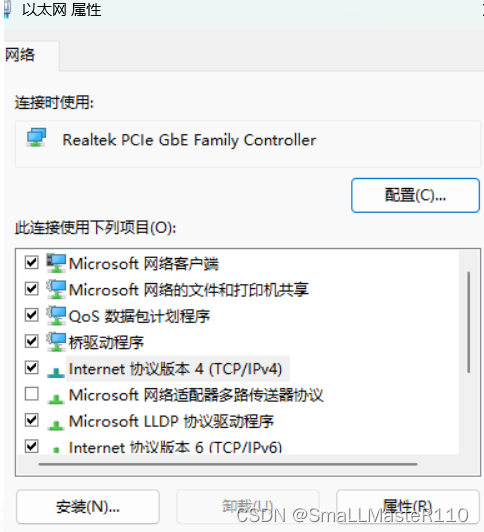 以太网 属性
网络
连接时使用:
Realtek PCIe GbE Family Controller
配置(C)...
此连接使用下列项目(O):
Microsoft 网络客户端
Microsoft 网络的文件和打印机共享
QoS 数据包计划程序
桥驱动程序
Internet 协议版本 4 (TCP/IPv4)
Microsoft 网络适配器多路传送器协议
Microsoft LLDP 协议驱动程序
Internet 协议版本 6 (TCP/IPv6)
安装(N)...
卸载(U)
属性(R)
CSDN @SmaLLMasteR110